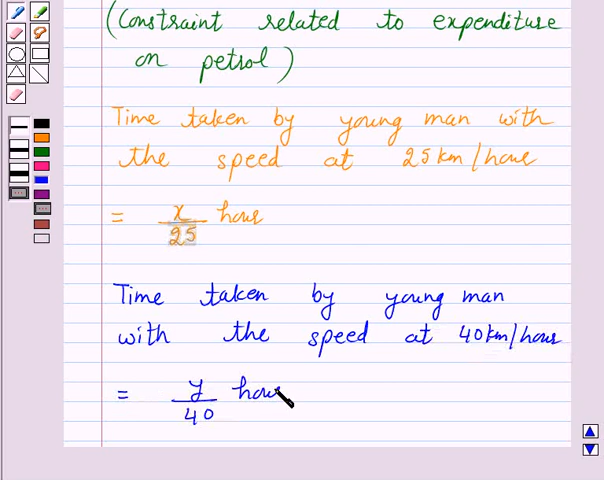 (Constraint related to expenditure
on petrol)
Time taken by young man with
the speed at 25 km/hour
= x/25 hour
Time taken by young man
with the speed at 40 km/hour
= y/40 hour